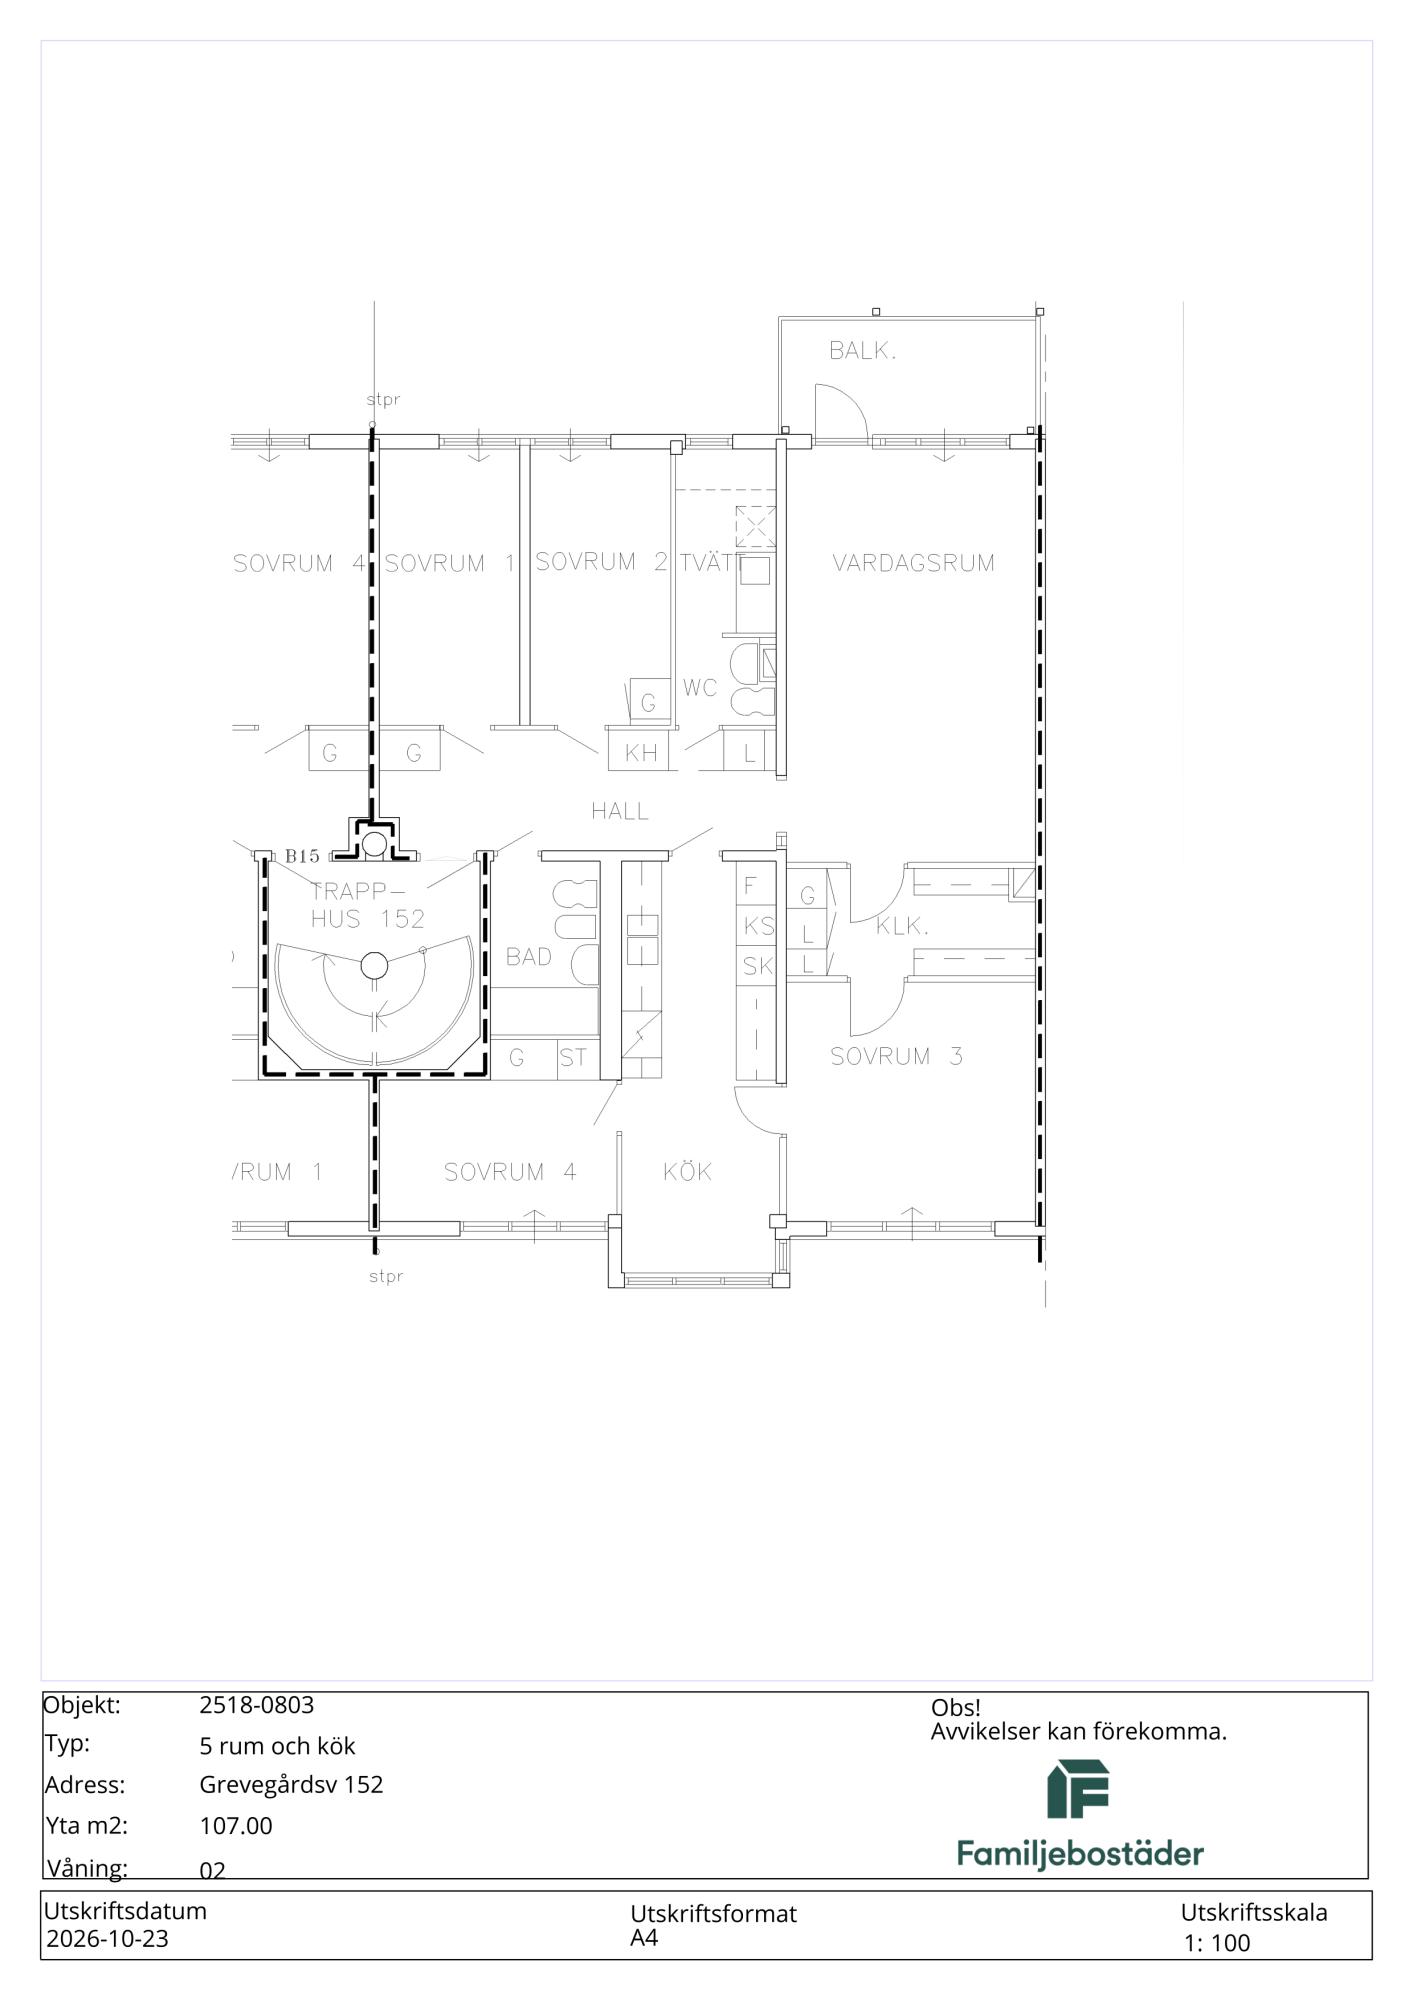 BALK.
stpr
SOVRUM 4
SOVRUM 1
SOVRUM 2
TVÄTT
VARDAGSRUM
WC
G
G
G
KH
L
HALL
B15
TRAPP-
HUS 152
F
KS
SK
G
L
L
KLK.
BAD
G
ST
SOVRUM 3
VRUM 1
SOVRUM 4
KÖK
stpr
Objekt: 2518-0803
Typ: 5 rum och kök
Adress: Grevegårdsv 152
Yta m2: 107.00
Våning: 02
Obs!
Avvikelser kan förekomma.
F
Familjebostäder
Utskriftsdatum
2026-10-23
Utskriftsformat
A4
Utskriftsskala
1: 100